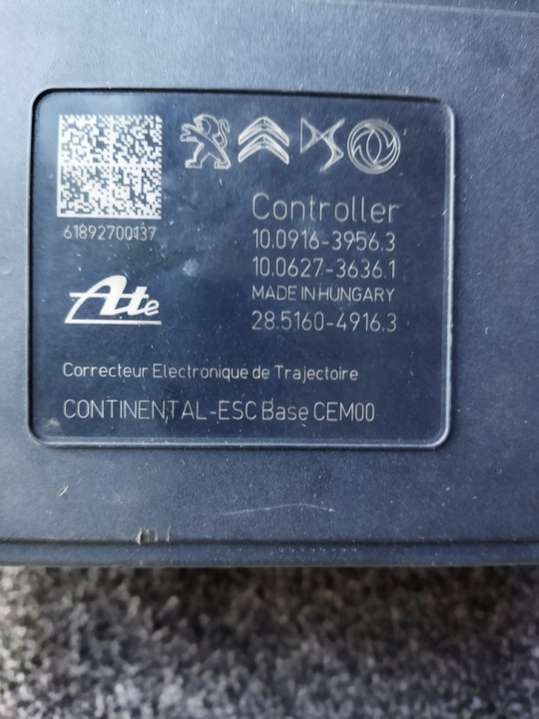 Controller
61892700137
10.0916-3956.3
10.0627-3636.1
Ate
MADE IN HUNGARY
28.5160-4916.3
Correcteur Electronique de Trajectoire
CONTINENTAL-ESC Base CEM00